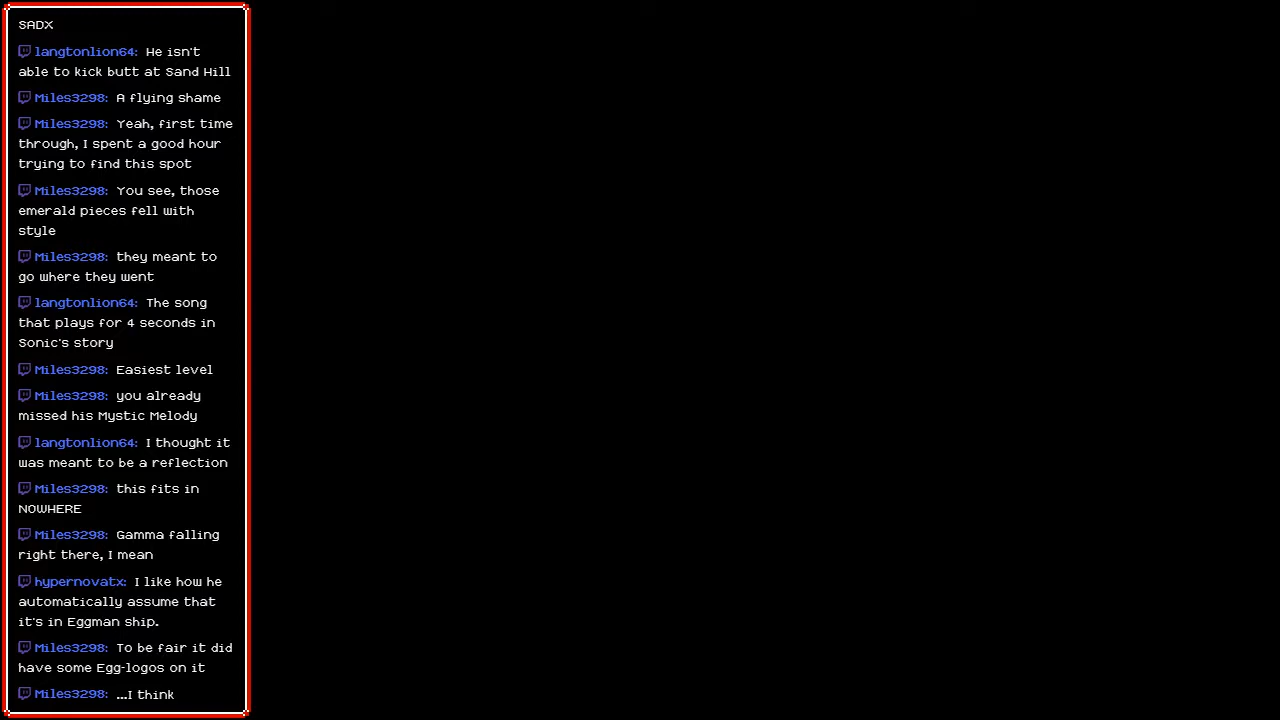 SADX
langtonlion64: He isn't
able to kick butt at Sand Hill
Miles3298: A flying shame
Miles3298: Yeah, first time
through, I spent a good hour
trying to find this spot
Miles3298: You see, those
emerald pieces fell with
style
Miles3298: they meant to
go where they went
langtonlion64: The song
that plays for 4 seconds in
Sonic's story
Miles3298: Easiest level
Miles3298: you already
missed his Mystic Melody
langtonlion64: I thought it
was meant to be a reflection
Miles3298: this fits in
NOWHERE
Miles3298: Gamma falling
right there, I mean
hypernovatx: I like how he
automatically assume that
it's in Eggman ship.
Miles3298: To be fair it did
have some Egg-logos on it
Miles3298: ...I think